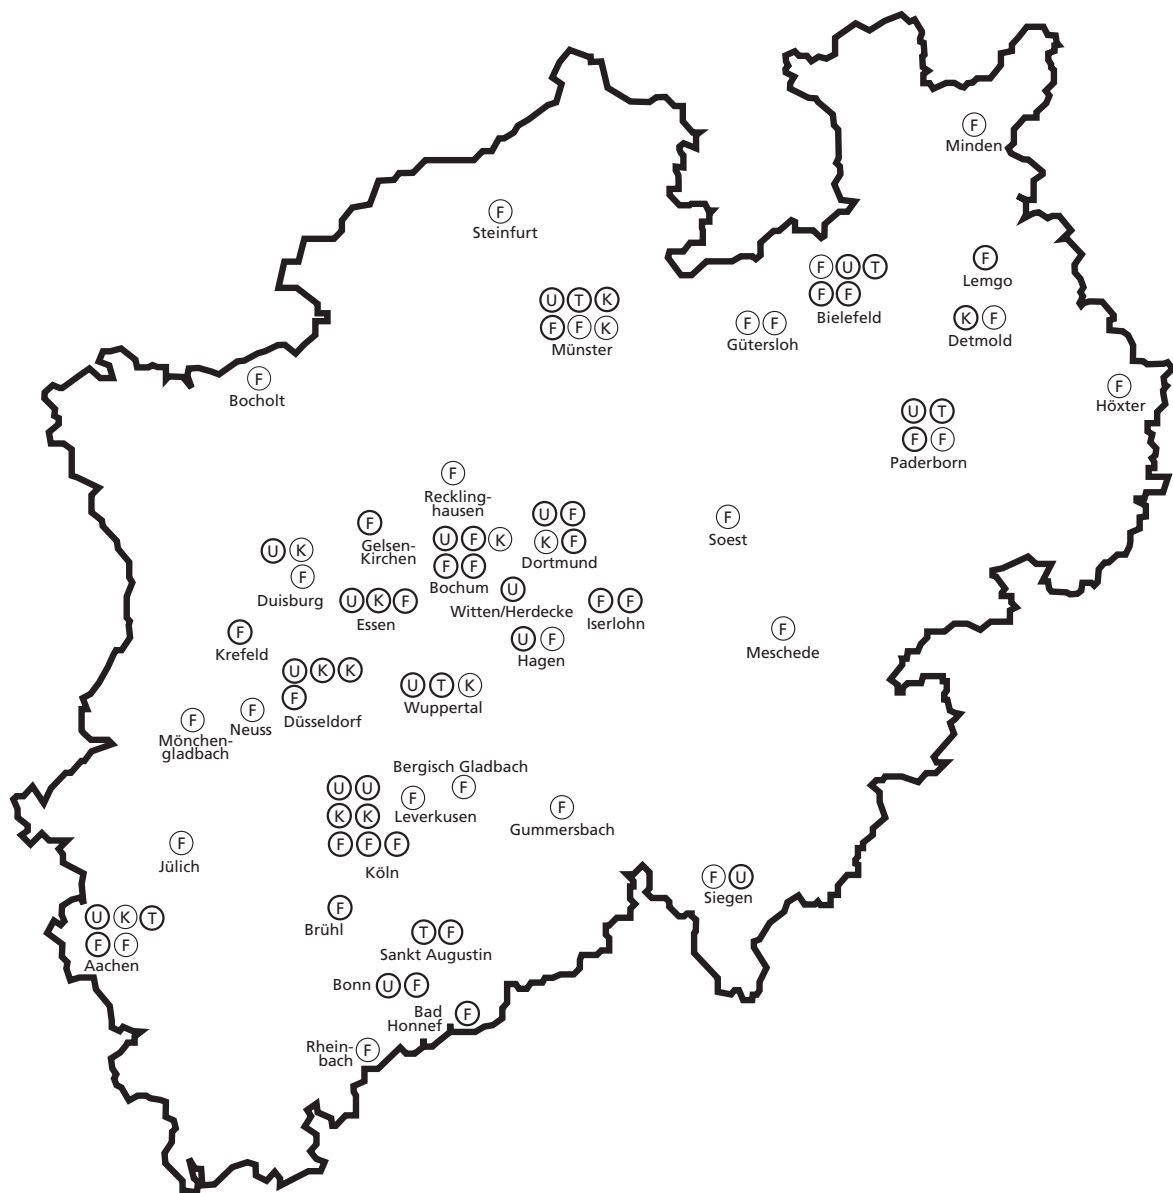 F
Minden
F
Steinfurt
F U T
F F
Bielefeld
F
Lemgo
U T K
F F K
Münster
F F
Gütersloh
K F
Detmold
F
Bocholt
F
Höxter
U T
F F
Paderborn
F
Reckling-
hausen
F
Gelsen-
Kirchen
U F K
F F
Bochum
U F
K F
Dortmund
F
Soest
U K
F
Duisburg
U K F
Essen
U
Witten/Herdecke
F F
Iserlohn
F
Krefeld
U F
Hagen
F
Meschede
U K K
F
Düsseldorf
U T K
Wuppertal
F
Neuss
F
Mönchen-
gladbach
Bergisch Gladbach
F
U U
K K
F F F
Köln
F
Leverkusen
F
Gummersbach
F
Jülich
F U
Siegen
U K T
F F
Aachen
F
Brühl
T F
Sankt Augustin
Bonn U F
Bad
Honnef
F
Rhein-
bach
F